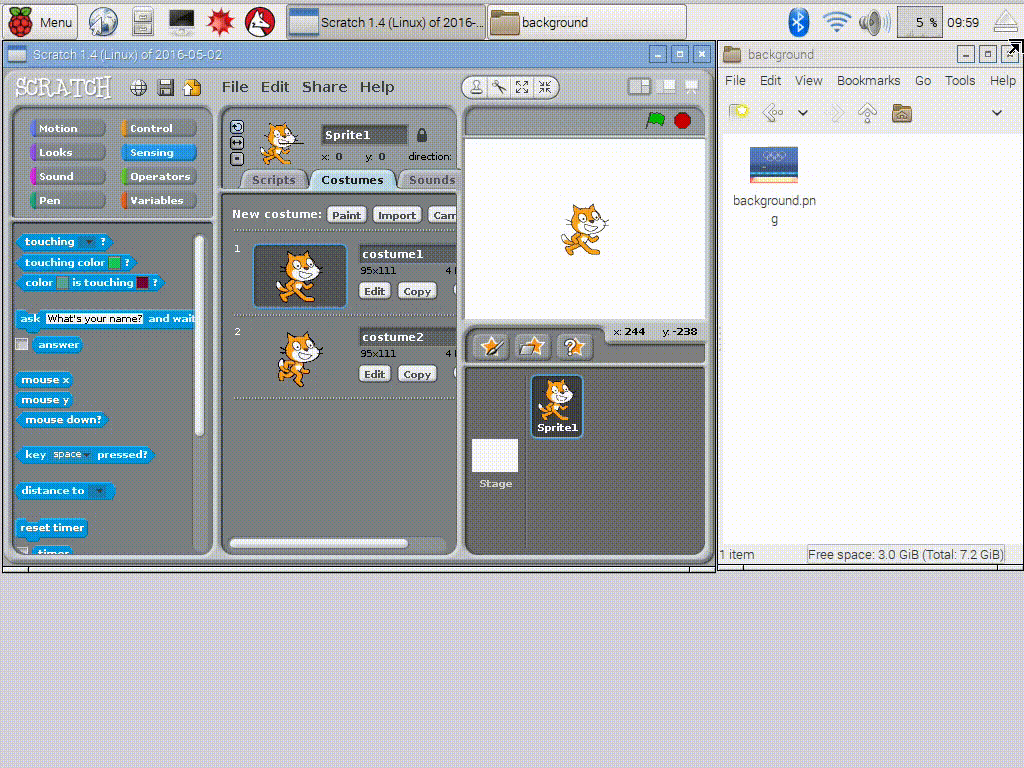 Menu
Scratch 1.4 (Linux) of 2016-...
background
5 %
09:59
Scratch 1.4 (Linux) of 2016-05-02
SCRATCH
File Edit Share Help
Motion Control
Looks Sensing
Sound Operators
Pen Variables
touching ?
touching color ?
color is touching ?
ask What's your name? and wait
answer
mouse x
mouse y
mouse down?
key space pressed?
distance to
reset timer
timer
Sprite1
x: 0 y: 0 direction:
Scripts Costumes Sounds
New costume: Paint Import Cam
1
costume1
95x111 4
Edit Copy
2
costume2
95x111 4
Edit Copy
x: 244 y: -238
Sprite1
Stage
background
File Edit View Bookmarks Go Tools Help
background.pn
g
1 item
Free space: 3.0 GiB (Total: 7.2 GiB)